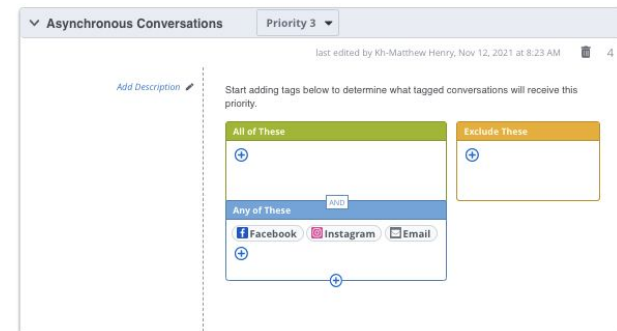 Asynchronous Conversations
Priority 3
last edited by Kh-Matthew Henry, Nov 12, 2021 at 8:23 AM
4
Add Description
Start adding tags below to determine what tagged conversations will receive this
priority.
All of These
Exclude These
AND
Any of These
Facebook Instagram Email